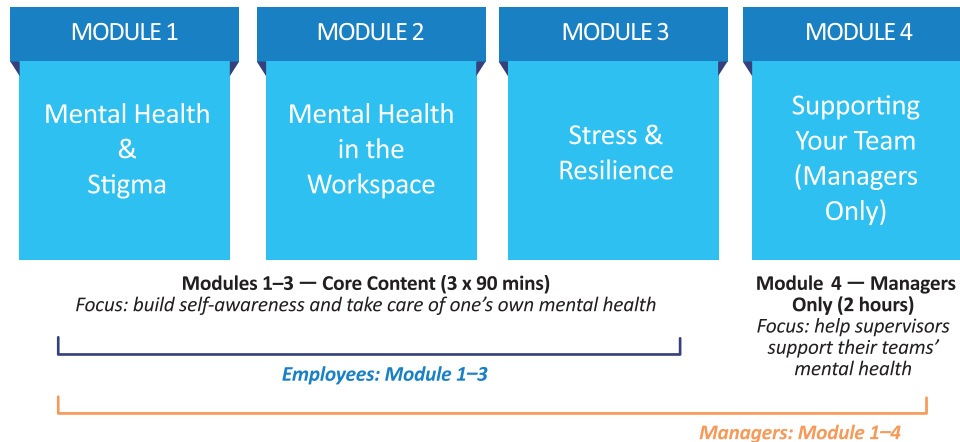 MODULE 1
Mental Health
&
Stigma
MODULE 2
Mental Health
in the
Workspace
MODULE 3
Stress &
Resilience
MODULE 4
Supporting
Your Team
(Managers
Only)
Modules 1–3 — Core Content (3 x 90 mins)
Focus: build self-awareness and take care of one’s own mental health
Module 4 — Managers
Only (2 hours)
Focus: help supervisors
support their teams’
mental health
Employees: Module 1–3
Managers: Module 1–4